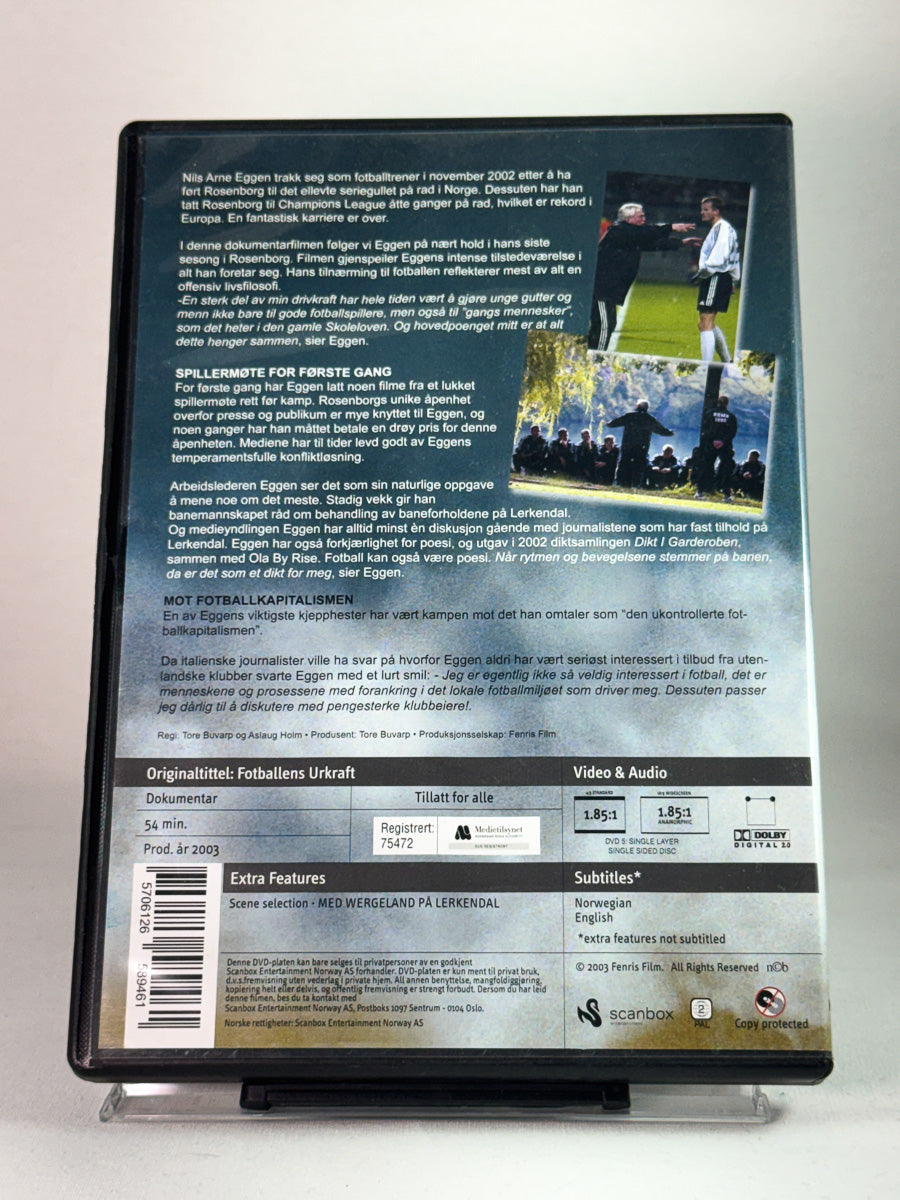 Nils Arne Eggen trakk seg som fotballtrener i november 2002 etter å ha
ført Rosenborg til det ellevte seriegullet på rad i Norge. Dessuten har han
tatt Rosenborg til Champions League åtte ganger på rad, hvilket er rekord i
Europa. En fantastisk karriere er over.
I denne dokumentarfilmen følger vi Eggen på nært hold i hans siste
sesong i Rosenborg. Filmen gjenspeiler Eggens intense tilstedeværelse i
alt han foretar seg. Hans tilnærming til fotballen reflekterer mest av alt en
offensiv livsfilosofi.
-En sterk del av min drivkraft har hele tiden vært å gjøre unge gutter og
menn ikke bare til gode fotballspillere, men også til "gangs mennesker",
som det heter i den gamle Skoleloven. Og hovedpoenget mitt er at alt
dette henger sammen, sier Eggen.
SPILLERMØTE FOR FØRSTE GANG
For første gang har Eggen latt noen filme fra et lukket
spillermøte rett før kamp. Rosenborgs unike åpenhet
overfor presse og publikum er mye knyttet til Eggen, og
noen ganger har han måttet betale en drøy pris for denne
åpenheten. Mediene har til tider levd godt av Eggens
temperamentsfulle konfliktløsning.
Arbeidslederen Eggen ser det som sin naturlige oppgave
å mene noe om det meste. Stadig vekk gir han
banemannskapet råd om behandling av baneforholdene på Lerkendal.
Og medieyndlingen Eggen har alltid minst èn diskusjon gående med journalistene som har fast tilhold på
Lerkendal. Eggen har også forkjærlighet for poesi, og utgav i 2002 diktsamlingen Dikt I Garderoben,
sammen med Ola By Rise. Fotball kan også være poesi. Når rytmen og bevegelsene stemmer på banen,
da er det som et dikt for meg, sier Eggen.
MOT FOTBALLKAPITALISMEN
En av Eggens viktigste kjepphester har vært kampen mot det han omtaler som "den ukontrollerte fot-
ballkapitalismen".
Da italienske journalister ville ha svar på hvorfor Eggen aldri har vært seriøst interessert i tilbud fra uten-
landske klubber svarte Eggen med et lurt smil: - Jeg er egentlig ikke så veldig interessert i fotball, det er
menneskene og prosessene med forankring i det lokale fotballmiljøet som driver meg. Dessuten passer
jeg dårlig til å diskutere med pengesterke klubbeiere!.
Regi: Tore Buvarp og Aslaug Holm • Produsent: Tore Buvarp • Produksjonsselskap: Fenris Film
Originaltittel: Fotballens Urkraft
Video & Audio
Dokumentar
Tillatt for alle
54 min.
Prod. år 2003
Registrert:
75472
Medietilsynet
NORWEGIAN MEDIA AUTHORITY
4:3 STANDARD
1.85:1
16:9 WIDESCREEN
1.85:1
ANAMORPHIC
DVD 5: SINGLE LAYER
SINGLE SIDED DISC
DOLBY
DIGITAL 2.0
Extra Features
Scene selection • MED WERGELAND PÅ LERKENDAL
Subtitles*
Norwegian
English
*extra features not subtitled
5706126
589461
Denne DVD-platen kan bare selges til privatpersoner av en godkjent
Scanbox Entertainment Norway AS forhandler. DVD-platen er kun ment til privat bruk,
d.v.s.fremvisning uten vederlag i private hjem. All annen benyttelse, mangfoldiggjøring,
kopiering helt eller delvis, og offentlig fremvisning er strengt forbudt. Dersom du har leid
denne filmen, bes du ta kontakt med
Scanbox Entertainment Norway AS, Postboks 1097 Sentrum - 0104 Oslo.
Norske rettigheter: Scanbox Entertainment Norway AS
© 2003 Fenris Film. All Rights Reserved n©b
scanbox
entertainment
2
PAL
Copy protected